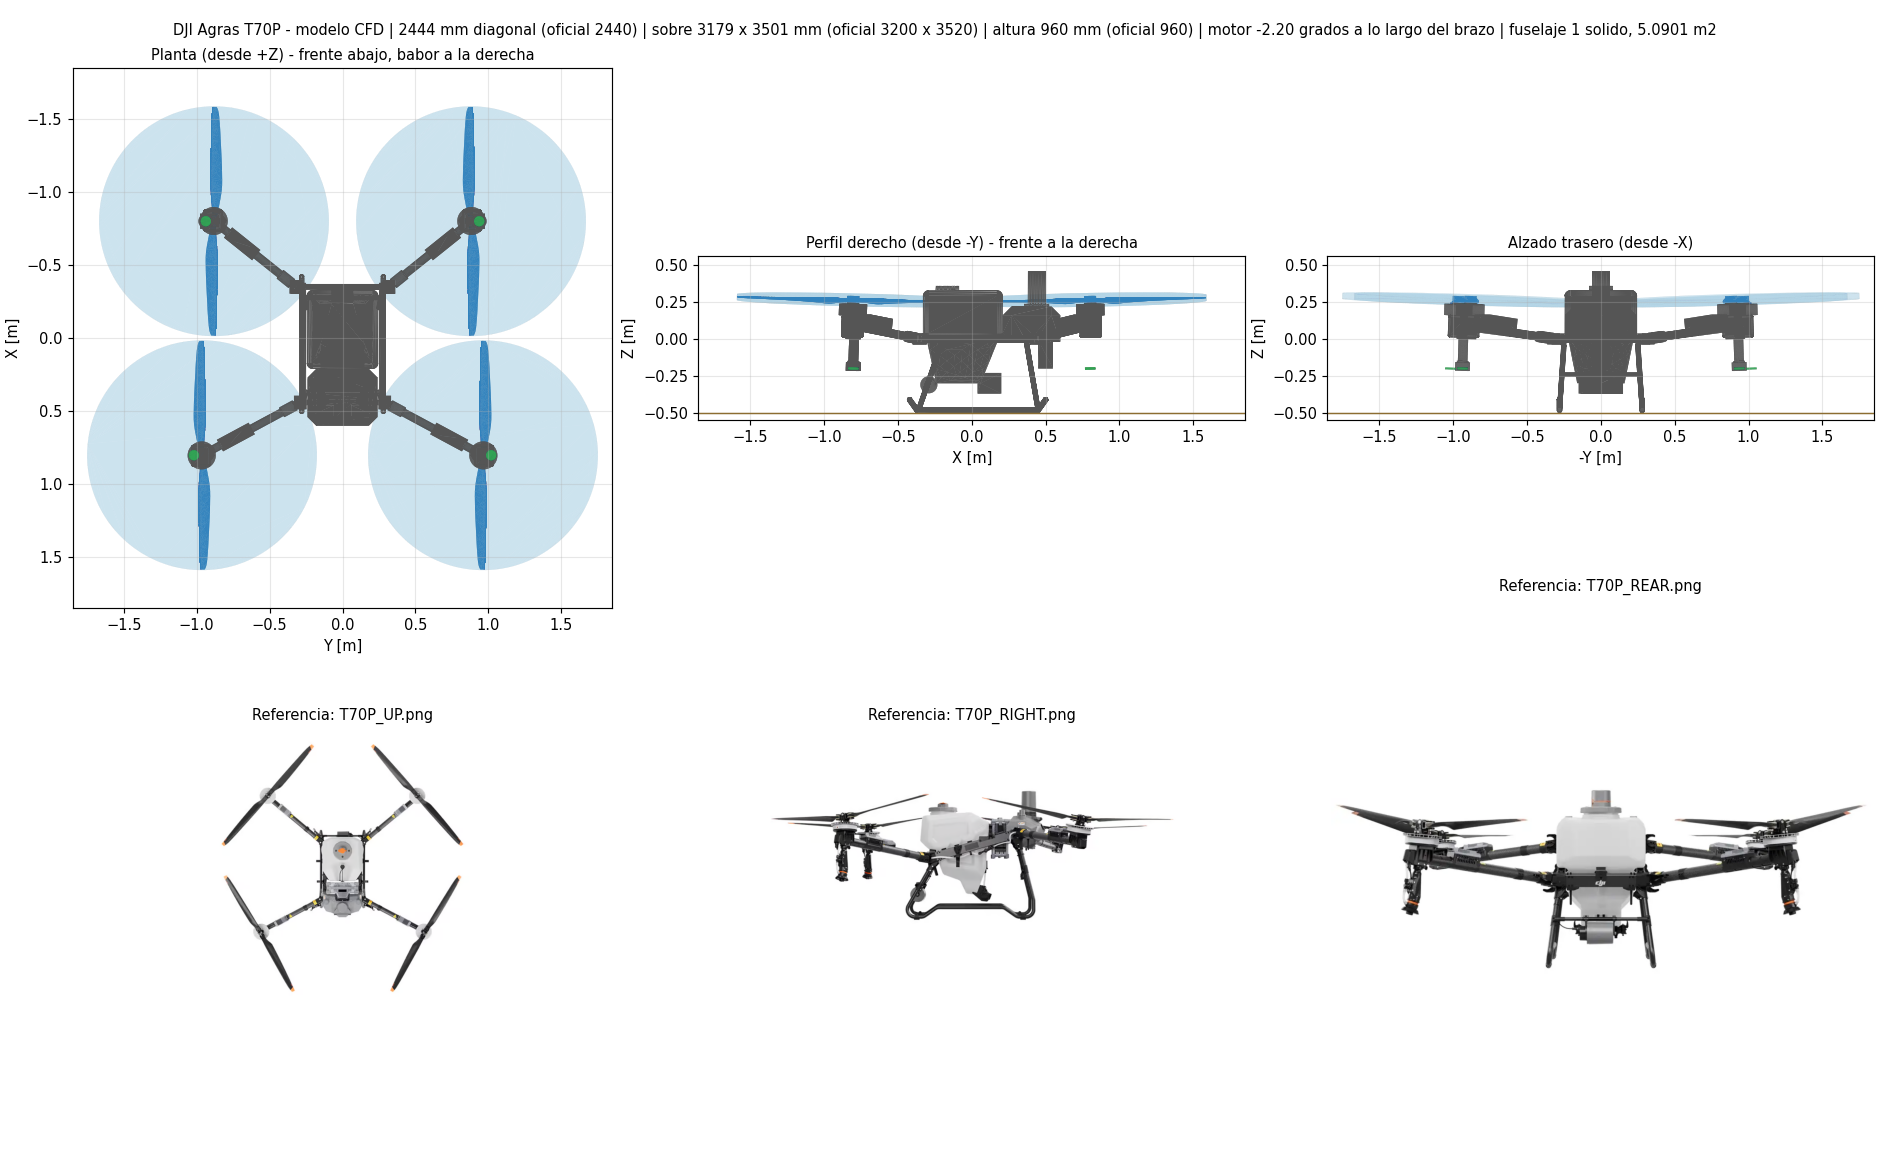 DJI Agras T70P - modelo CFD | 2444 mm diagonal (oficial 2440) | sobre 3179 x 3501 mm (oficial 3200 x 3520) | altura 960 mm (oficial 960) | motor -2.20 grados a lo largo del brazo | fuselaje 1 solido, 5.0901 m2
Planta (desde +Z) - frente abajo, babor a la derecha
−1.5
−1.0
−0.5
0.0
0.5
1.0
1.5
X [m]
−1.5 −1.0 −0.5 0.0 0.5 1.0 1.5
Y [m]
Perfil derecho (desde -Y) - frente a la derecha
0.50
0.25
0.00
−0.25
−0.50
Z [m]
−1.5 −1.0 −0.5 0.0 0.5 1.0 1.5
X [m]
Alzado trasero (desde -X)
0.50
0.25
0.00
−0.25
−0.50
Z [m]
−1.5 −1.0 −0.5 0.0 0.5 1.0 1.5
-Y [m]
Referencia: T70P_UP.png
Referencia: T70P_RIGHT.png
Referencia: T70P_REAR.png
dji